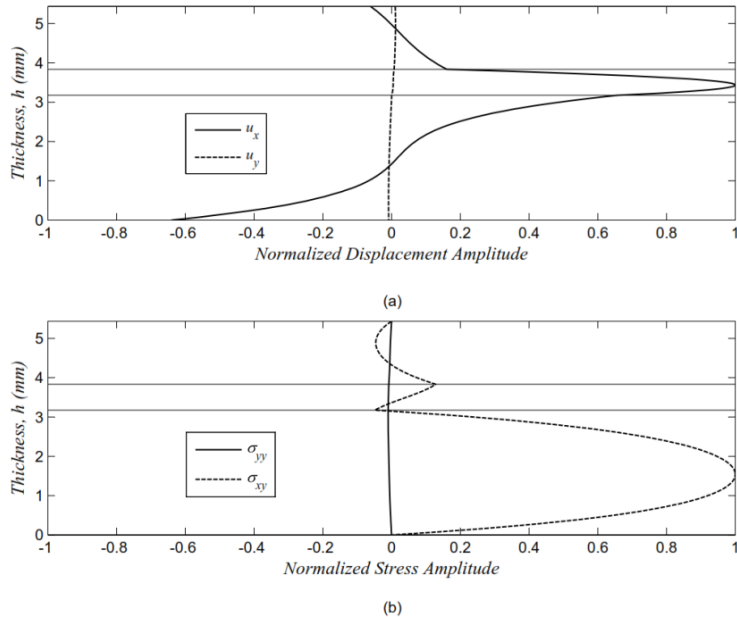 5
4
3
2
1
0
Thickness, h (mm)
u_x
u_y
-1 -0.8 -0.6 -0.4 -0.2 0 0.2 0.4 0.6 0.8 1
Normalized Displacement Amplitude
(a)
5
4
3
2
1
0
Thickness, h (mm)
σ_yy
σ_xy
-1 -0.8 -0.6 -0.4 -0.2 0 0.2 0.4 0.6 0.8 1
Normalized Stress Amplitude
(b)